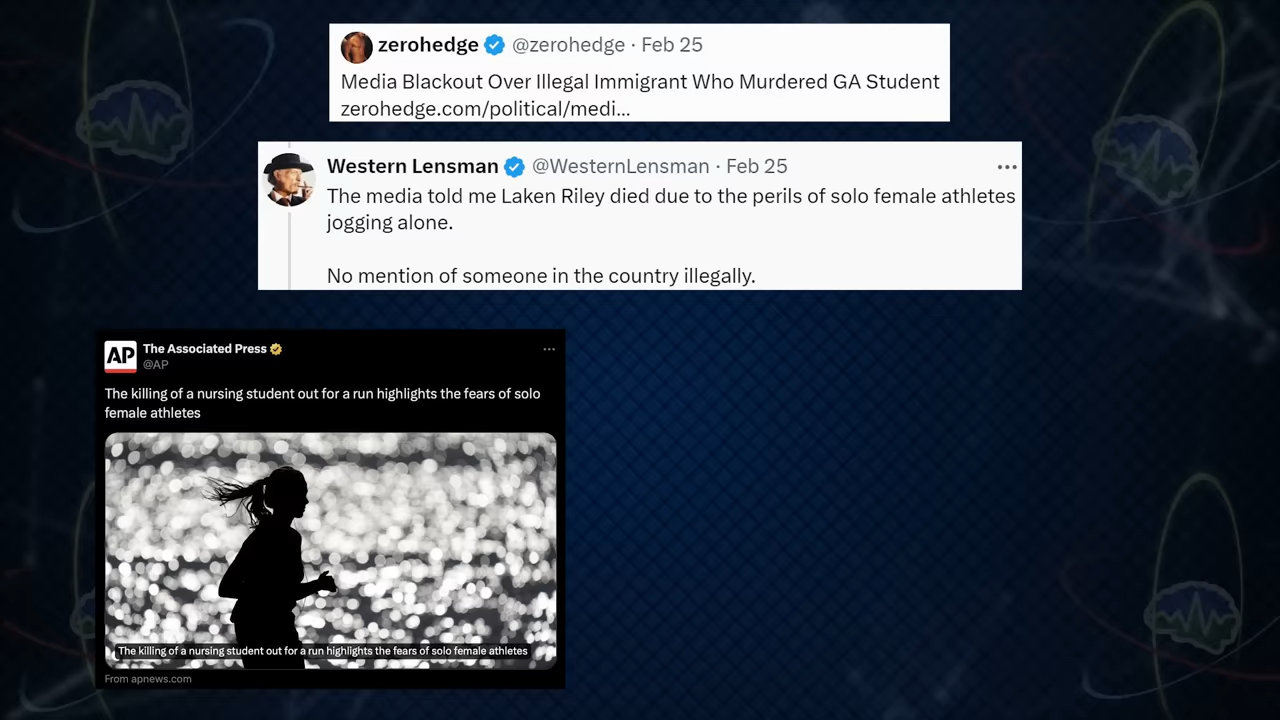 zerohedge @zerohedge · Feb 25
Media Blackout Over Illegal Immigrant Who Murdered GA Student
zerohedge.com/political/medi...
Western Lensman @WesternLensman · Feb 25
The media told me Laken Riley died due to the perils of solo female athletes
jogging alone.
No mention of someone in the country illegally.
AP
The Associated Press
@AP
The killing of a nursing student out for a run highlights the fears of solo
female athletes
The killing of a nursing student out for a run highlights the fears of solo female athletes
From apnews.com